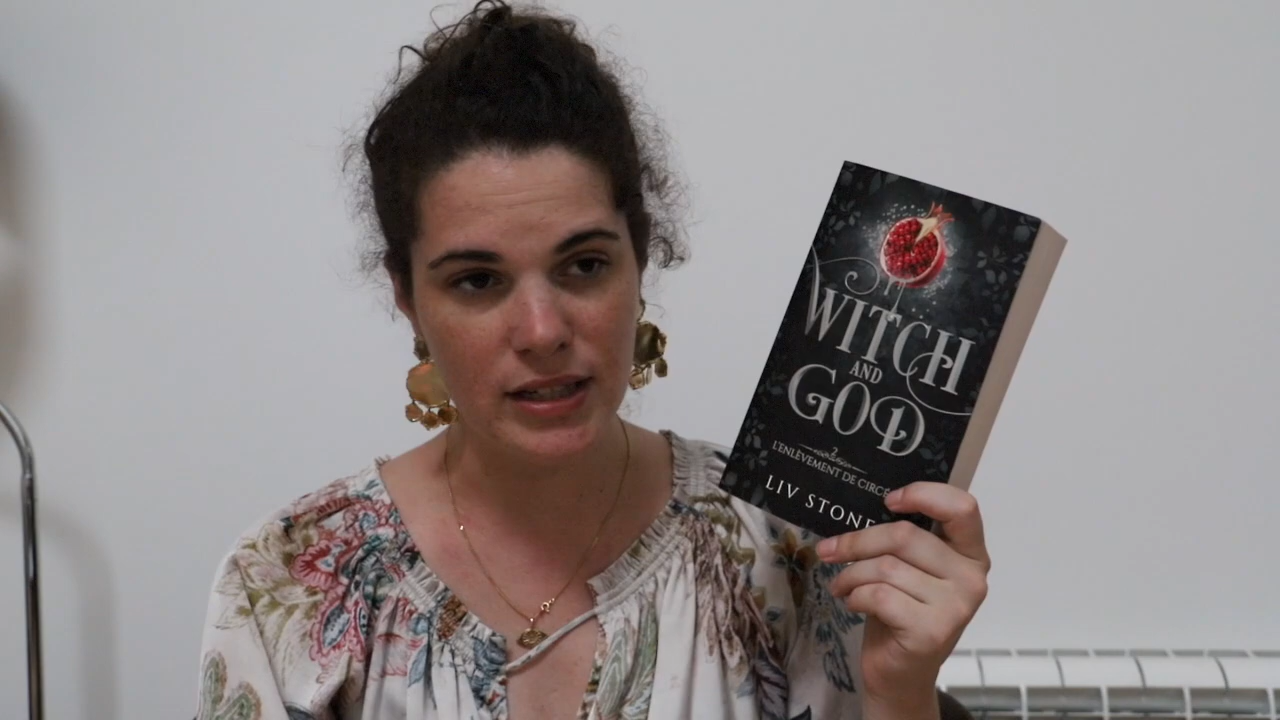 WITCH
AND
GOD
L'ENLÈVEMENT DE CIRCÉ
LIV STONE